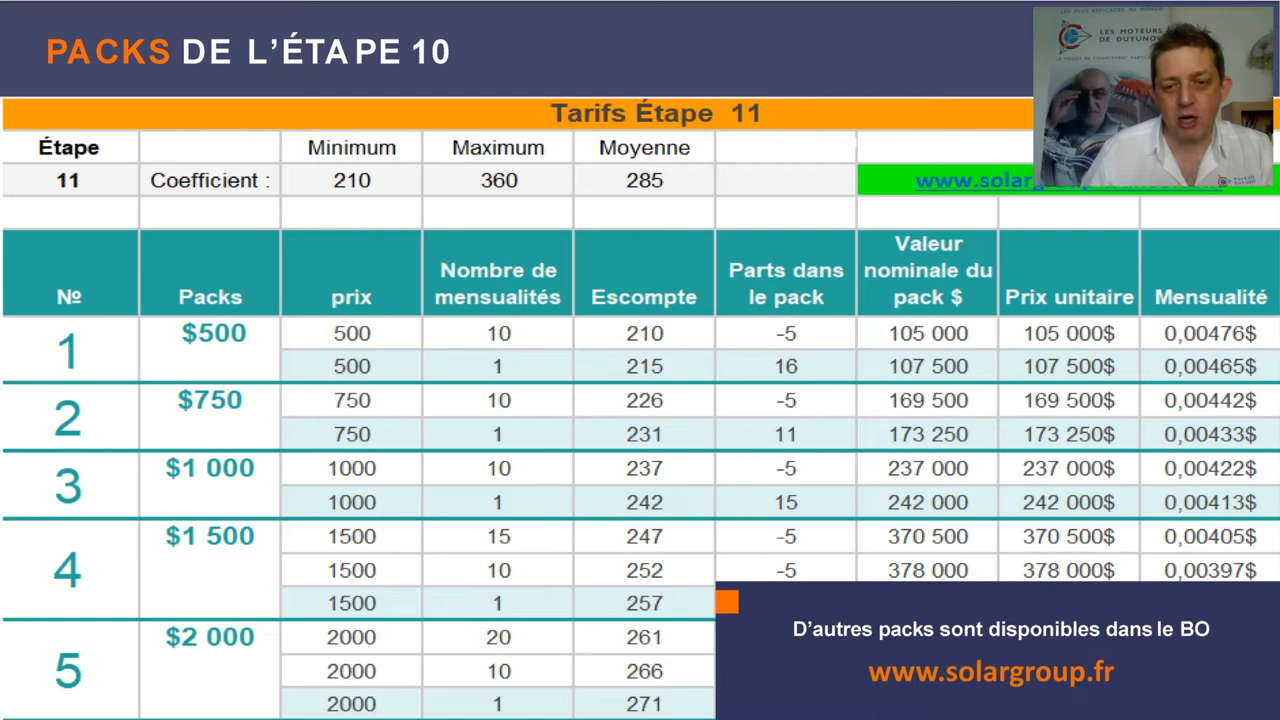 PACKS DE L'ÉTAPE 10
LES PLUS EFFICACES AU MONDE
LES MOTEURS
DE DUYUNOV
Tarifs Étape 11
Étape Minimum Maximum Moyenne
11 Coefficient : 210 360 285
www.solargroup
Nº Packs prix Nombre de mensualités Escompte Parts dans le pack Valeur nominale du pack $ Prix unitaire Mensualité
1 $500 500 10 210 -5 105 000 105 000$ 0,00476$
500 1 215 16 107 500 107 500$ 0,00465$
2 $750 750 10 226 -5 169 500 169 500$ 0,00442$
750 1 231 11 173 250 173 250$ 0,00433$
3 $1 000 1000 10 237 -5 237 000 237 000$ 0,00422$
1000 1 242 15 242 000 242 000$ 0,00413$
4 $1 500 1500 15 247 -5 370 500 370 500$ 0,00405$
1500 10 252 -5 378 000 378 000$ 0,00397$
1500 1 257
5 $2 000 2000 20 261
2000 10 266
2000 1 271
D'autres packs sont disponibles dans le BO
www.solargroup.fr